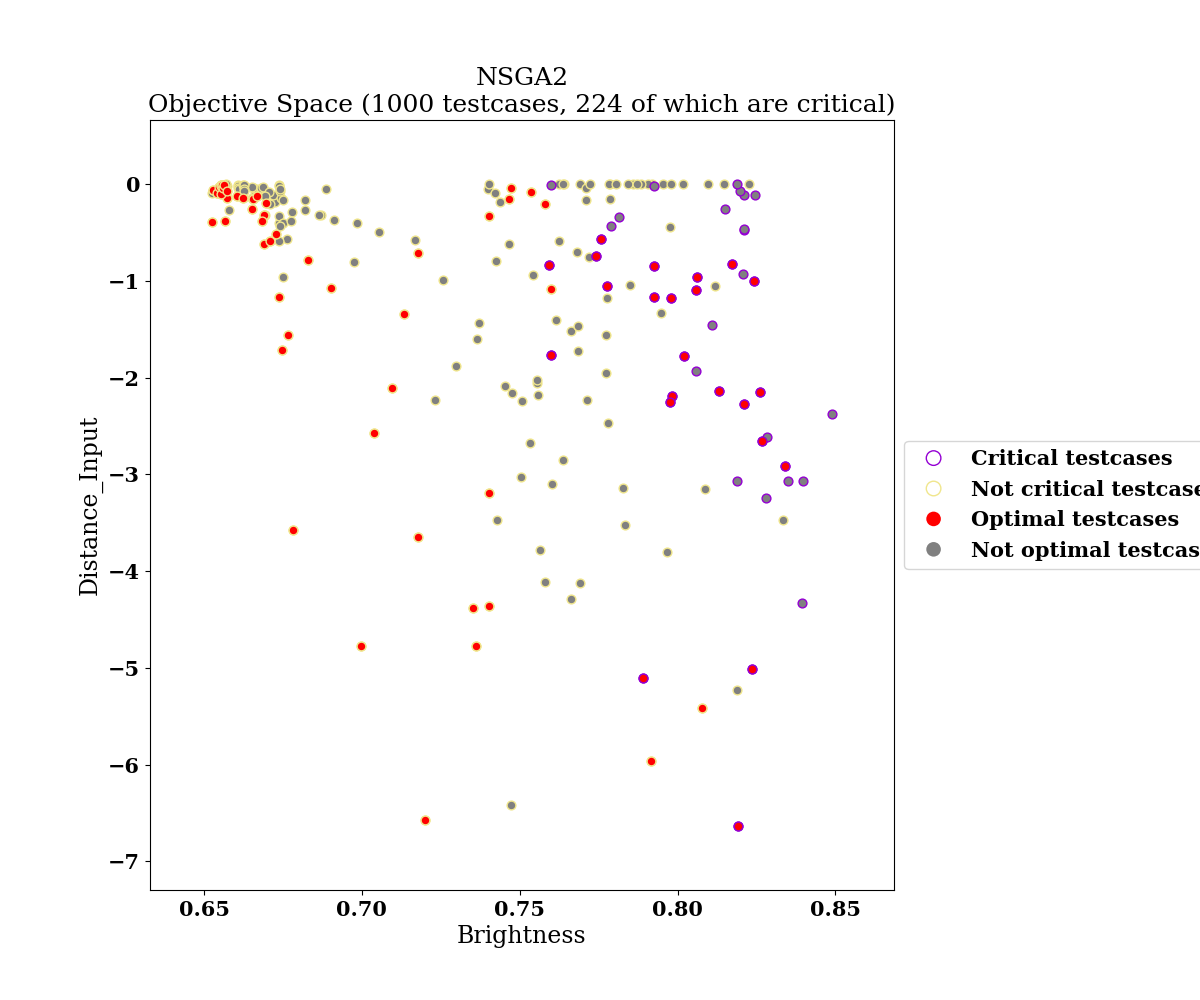 NSGA2
Objective Space (1000 testcases, 224 of which are critical)
0
−1
−2
−3
−4
−5
−6
−7
Distance_Input
0.65 0.70 0.75 0.80 0.85
Brightness
Critical testcases
Not critical testcase
Optimal testcases
Not optimal testcas